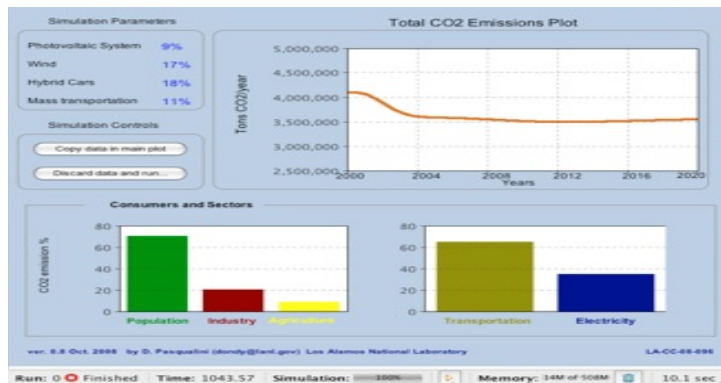 Simulation Parameters
Photovoltaic System 9%
Wind 17%
Hybrid Cars 18%
Mass transportation 11%
Simulation Controls
Copy data in main plot
Discard data and run...
Total CO2 Emissions Plot
Tons CO2/year
5,000,000
4,500,000
4,000,000
3,500,000
3,000,000
2,500,000
2000 2004 2008 2012 2016 2020
Years
Consumers and Sectors
CO2 emission %
80
60
40
20
0
Population Industry Agriculture
80
60
40
20
0
Transportation Electricity
ver. 0.8 Oct. 2008 by D. Pasqualini (dondy@lanl.gov) Los Alamos National Laboratory LA-CC-08-096
Run: 0 Finished Time: 1043.57 Simulation: 100% Memory: 14M of 508M 10.1 sec